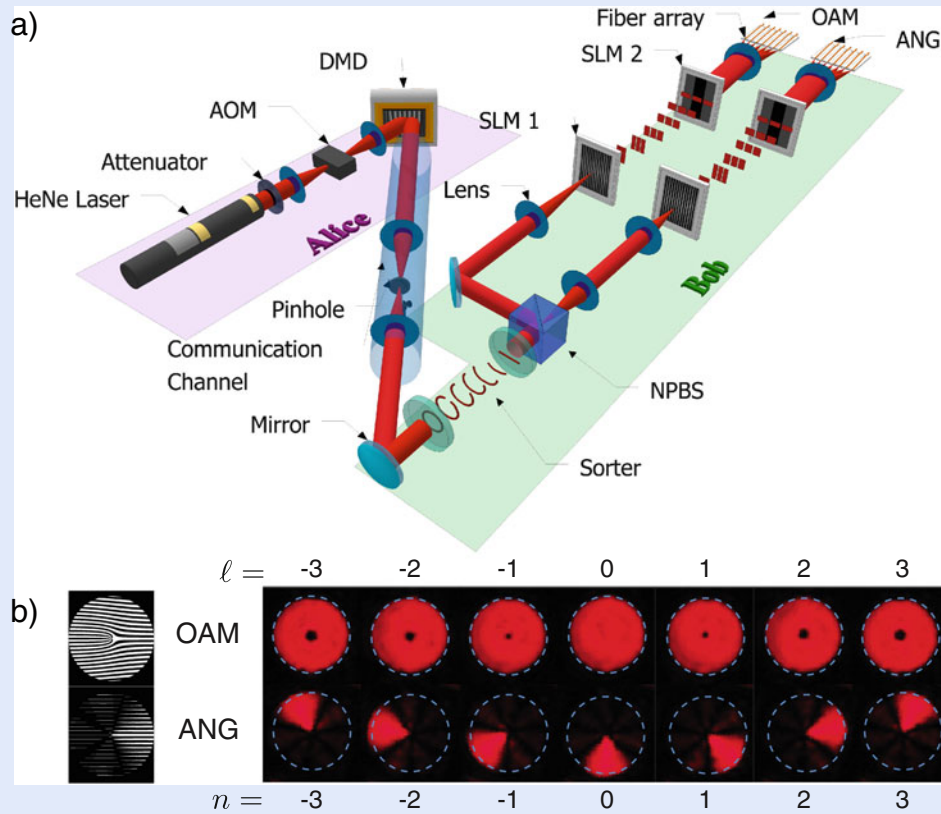 a)
Fiber array
OAM
ANG
SLM 2
DMD
AOM
SLM 1
Attenuator
HeNe Laser
Lens
Alice
Bob
Pinhole
Communication
Channel
NPBS
Mirror
Sorter
b)
ℓ = -3 -2 -1 0 1 2 3
OAM
ANG
n = -3 -2 -1 0 1 2 3